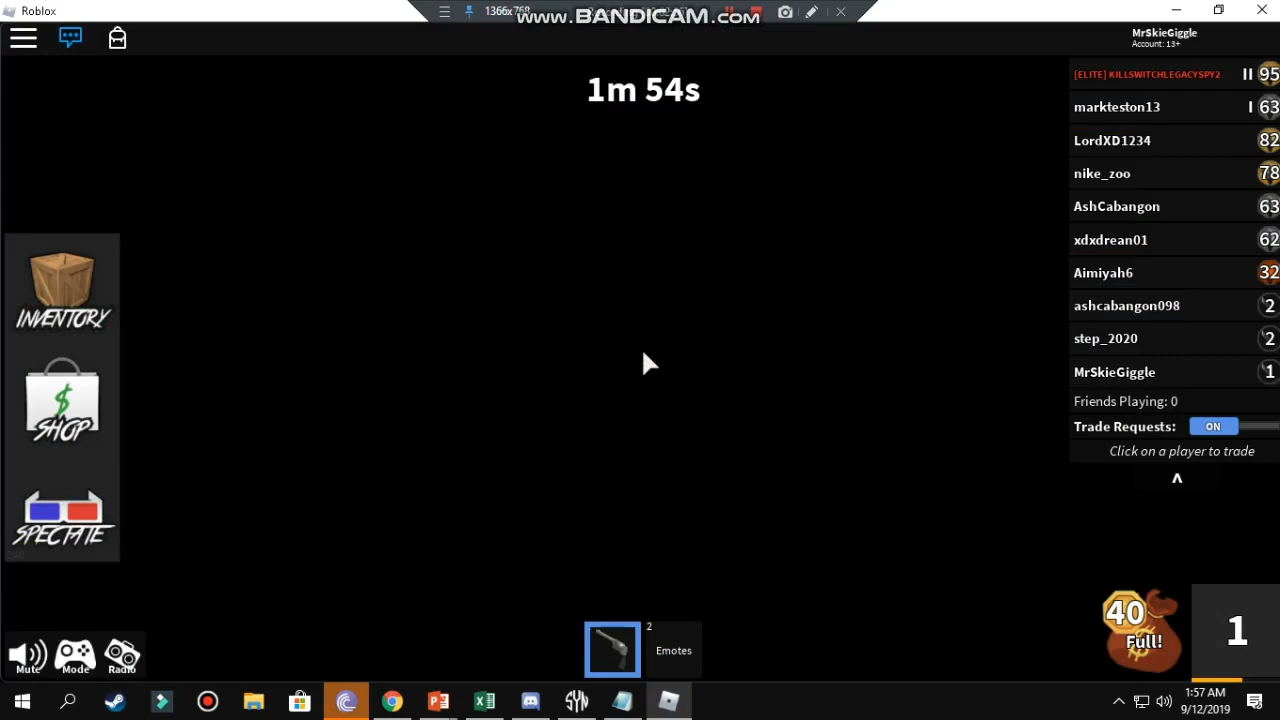 Roblox
1366x768
WWW.BANDICAM.COM
MrSkieGiggle
Account: 13+
1m 54s
[ELITE] KILLSWITCHLEGACYSPY2 II 95
markteston13 I 63
LordXD1234 82
nike_zoo 78
AshCabangon 63
xdxdrean01 62
Aimiyah6 32
ashcabangon098 2
step_2020 2
MrSkieGiggle 1
Friends Playing: 0
Trade Requests: ON
Click on a player to trade
INVENTORY
$
SHOP
SPECTATE
40
Full!
1
2
Emotes
Mute Mode Radio
SYN
1:57 AM
9/12/2019